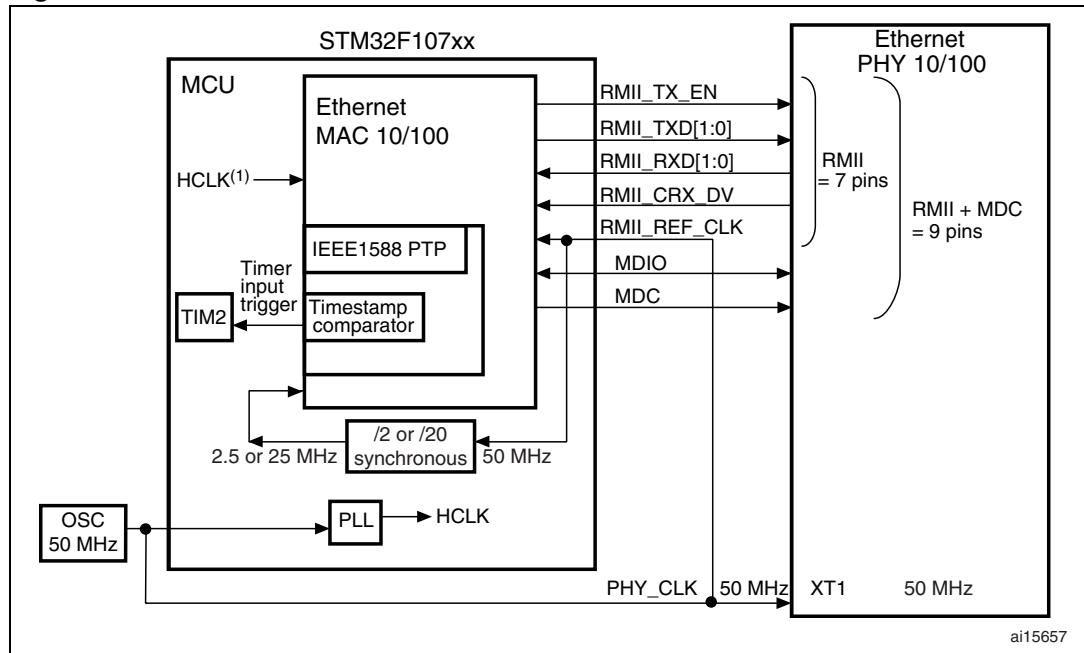 STM32F107xx
MCU
Ethernet
MAC 10/100
HCLK(1)
IEEE1588 PTP
Timer
input
trigger
TIM2
Timestamp
comparator
/2 or /20
synchronous
2.5 or 25 MHz
50 MHz
OSC
50 MHz
PLL
HCLK
RMII_TX_EN
RMII_TXD[1:0]
RMII_RXD[1:0]
RMII_CRX_DV
RMII_REF_CLK
MDIO
MDC
PHY_CLK
50 MHz
Ethernet
PHY 10/100
RMII
= 7 pins
RMII + MDC
= 9 pins
XT1
50 MHz
ai15657